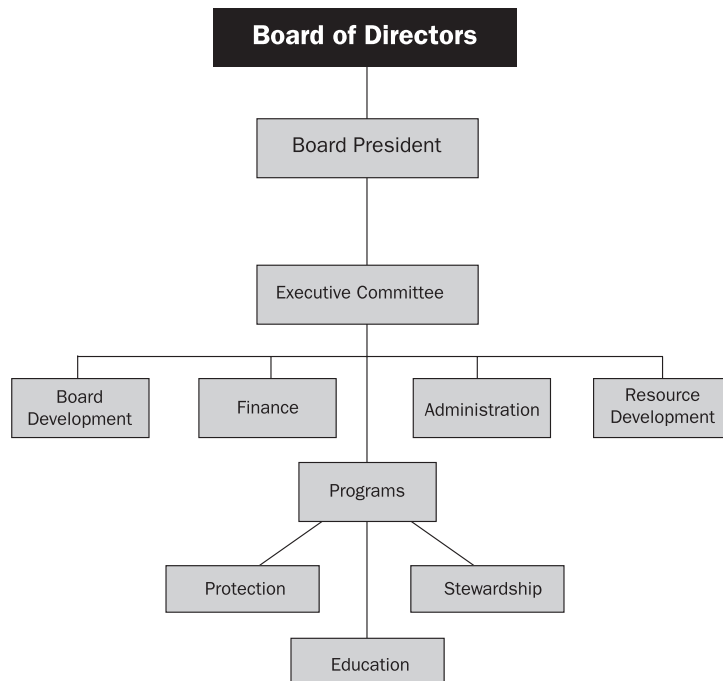 Board of Directors
Board President
Executive Committee
Board
Development
Finance
Administration
Resource
Development
Programs
Protection
Stewardship
Education